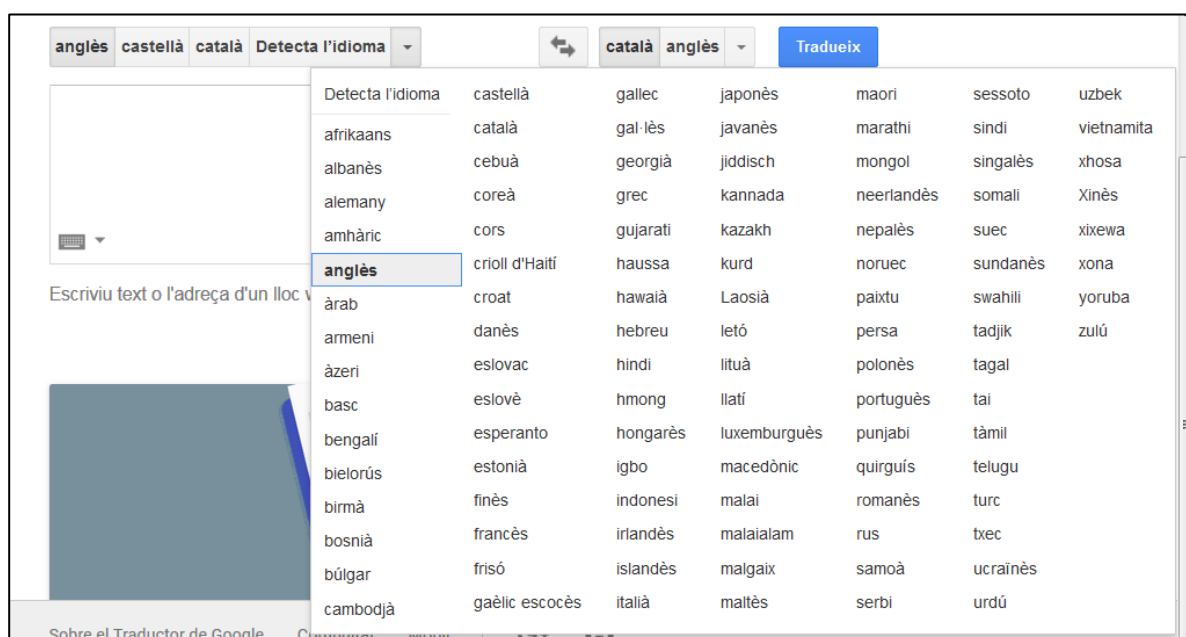 anglès castellà català Detecta l'idioma
català anglès
Tradueix
Escriviu text o l'adreça d'un lloc
Detecta l'idioma
afrikaans
albanès
alemany
amhàric
anglès
àrab
armeni
àzeri
basc
bengalí
bielorús
birmà
bosnià
búlgar
cambodjà
castellà
català
cebuà
coreà
cors
crioll d'Haití
croat
danès
eslovac
eslovè
esperanto
estonià
finès
francès
frisó
gaèlic escocès
gallec
gal·lès
georgià
grec
gujarati
haussa
hawaià
hebreu
hindi
hmong
hongarès
igbo
indonesi
irlandès
islandès
italià
japonès
javanès
jiddisch
kannada
kazakh
kurd
Laosià
letó
lituà
llatí
luxemburguès
macedònic
malai
malaialam
malgaix
maltès
maori
marathi
mongol
neerlandès
nepalès
noruec
paixtu
persa
polonès
portuguès
punjabi
quirguís
romanès
rus
samoà
serbi
sessoto
sindi
singalès
somali
suec
sundanès
swahili
tadjik
tagal
tai
tàmil
telugu
turc
txec
ucraïnès
urdú
uzbek
vietnamita
xhosa
Xinès
xixewa
xona
yoruba
zulú
Sobre el Traductor de Google